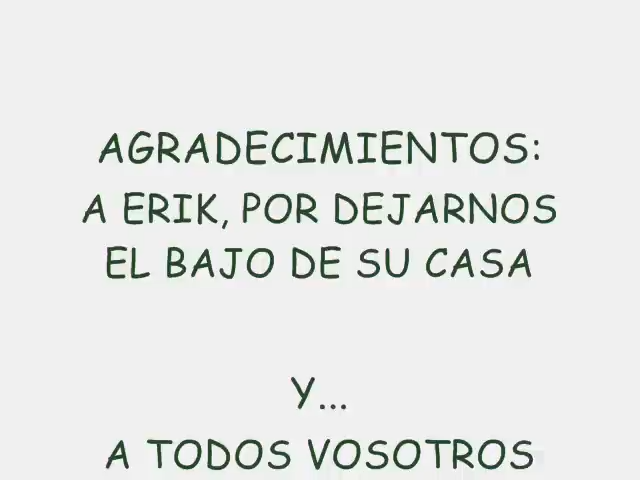 AGRADECIMIENTOS:
A ERIK, POR DEJARNOS
EL BAJO DE SU CASA
Y...
A TODOS VOSOTROS